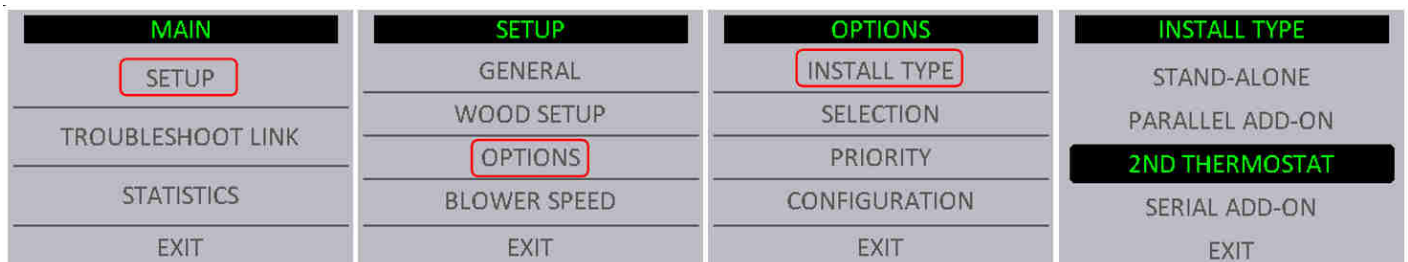 MAIN
SETUP
TROUBLESHOOT LINK
STATISTICS
EXIT
SETUP
GENERAL
WOOD SETUP
OPTIONS
BLOWER SPEED
EXIT
OPTIONS
INSTALL TYPE
SELECTION
PRIORITY
CONFIGURATION
EXIT
INSTALL TYPE
STAND-ALONE
PARALLEL ADD-ON
2ND THERMOSTAT
SERIAL ADD-ON
EXIT